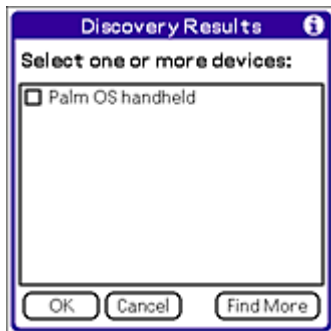 Discovery Results
Select one or more devices:
Palm OS handheld
OK Cancel Find More